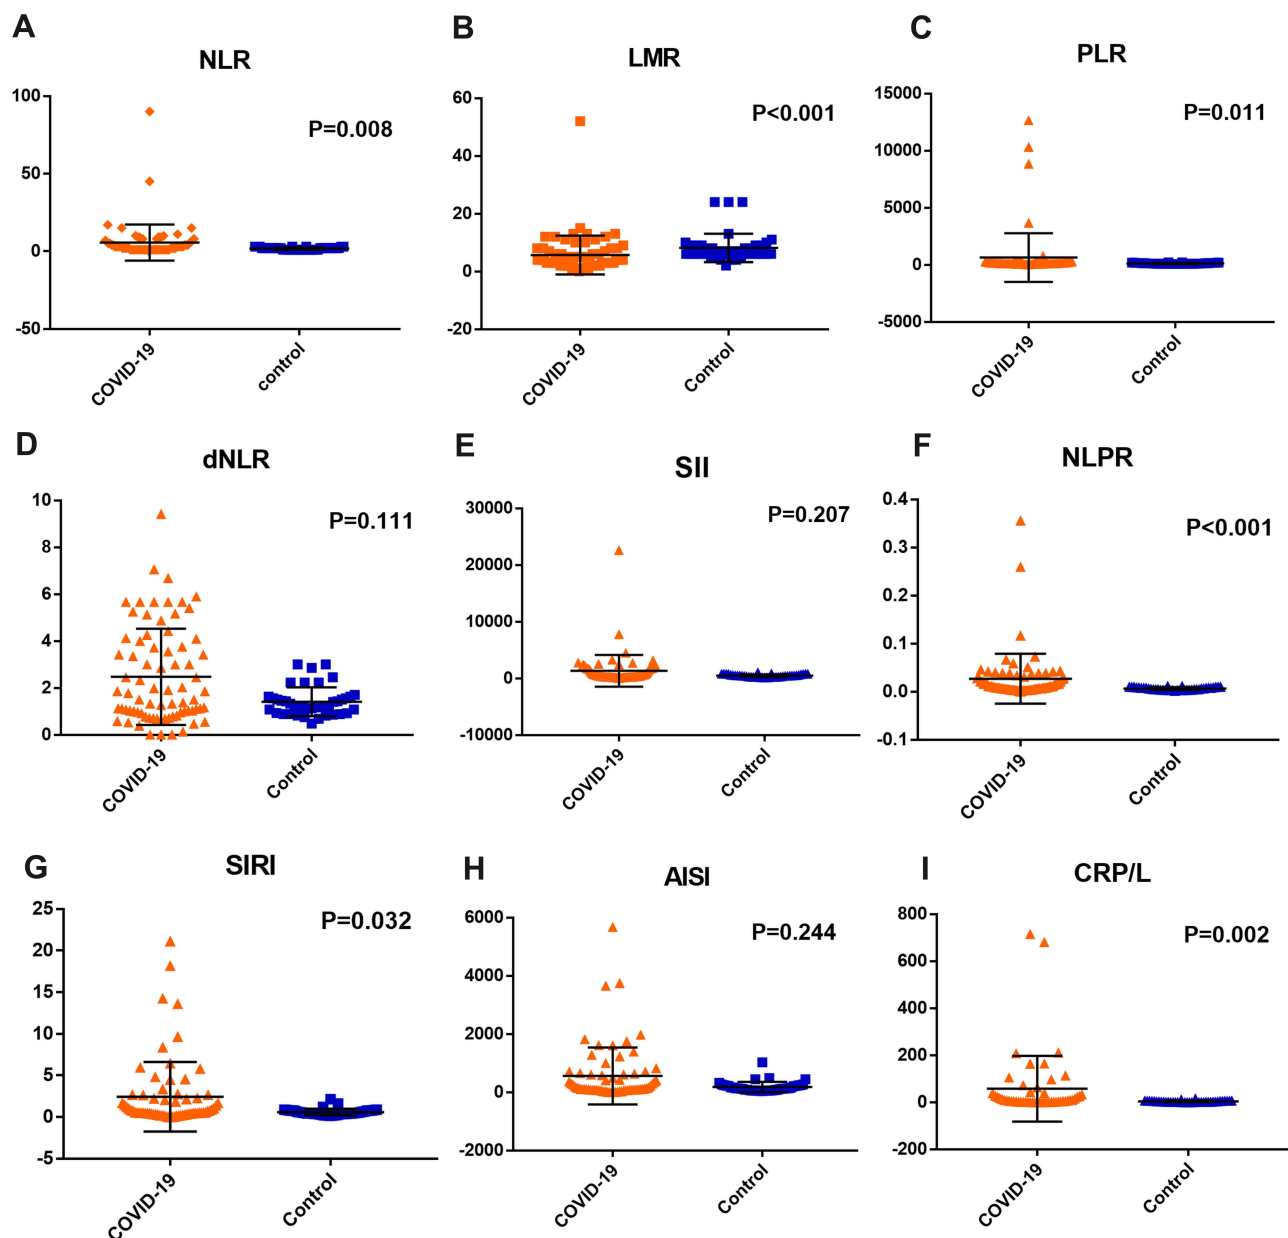 A
NLR
P=0.008
100
50
0
-50
COVID-19
control
B
LMR
P<0.001
60
40
20
0
-20
COVID-19
Control
C
PLR
P=0.011
15000
10000
5000
0
-5000
COVID-19
Control
D
dNLR
P=0.111
10
8
6
4
2
0
COVID-19
Control
E
SII
P=0.207
30000
20000
10000
0
-10000
COVID-19
Control
F
NLPR
P<0.001
0.4
0.3
0.2
0.1
0.0
-0.1
COVID-19
Control
G
SIRI
P=0.032
25
20
15
10
5
0
-5
COVID-19
Control
H
AISI
P=0.244
6000
4000
2000
0
-2000
COVID-19
Control
I
CRP/L
P=0.002
800
600
400
200
0
-200
COVID-19
Control